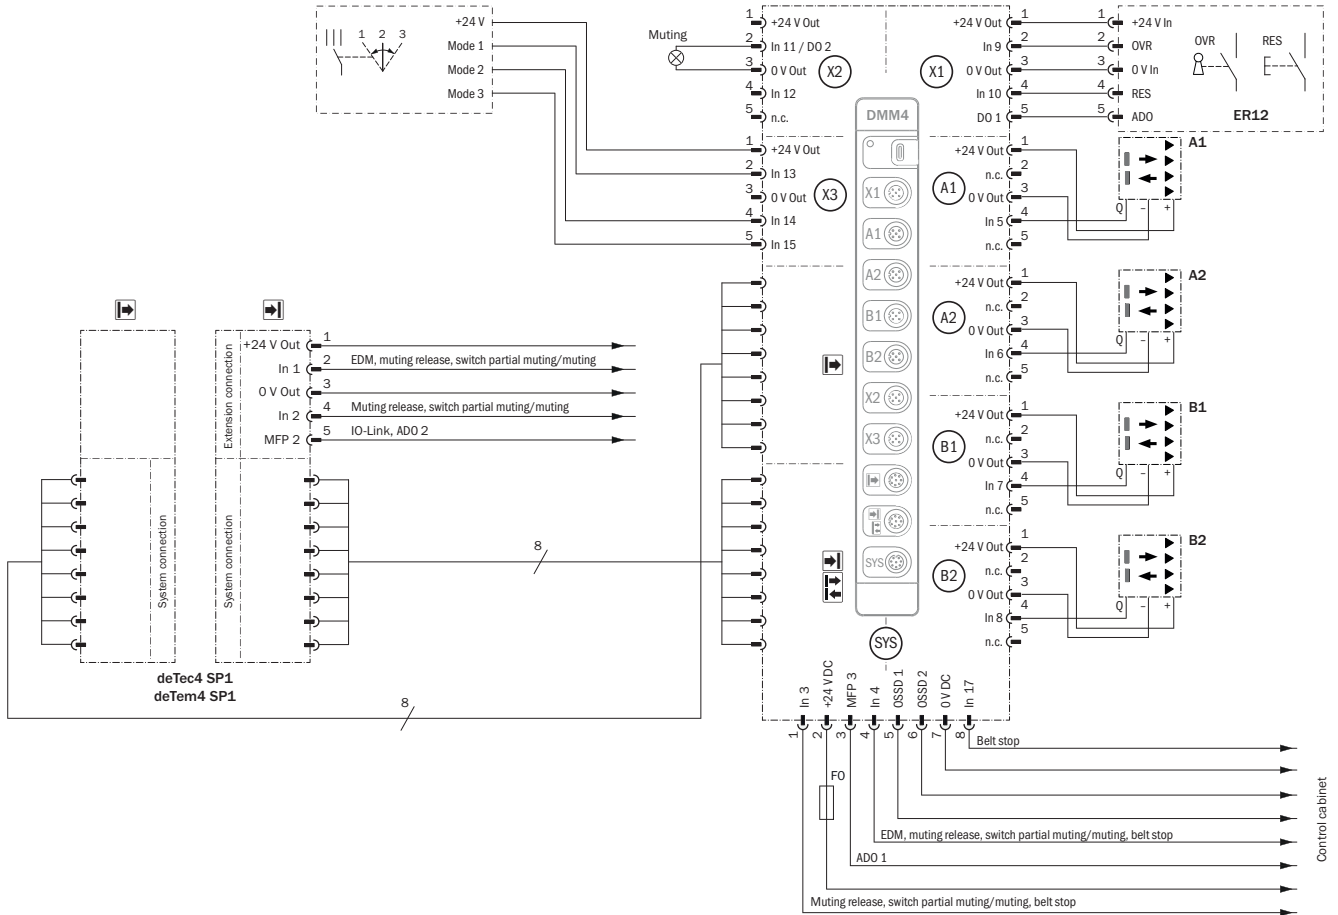 +24 V
Mode 1
Mode 2
Mode 3
1 2 3
Muting
1 +24 V Out
2 In 11 / DO 2
3 0 V Out
4 In 12
5 n.c.
X2
1 +24 V Out
2 In 13
3 0 V Out
4 In 14
5 In 15
X3
X1
+24 V Out 1
In 9 2
0 V Out 3
In 10 4
DO 1 5
1 +24 V In
2 OVR
3 0 V In
4 RES
5 ADO
OVR
RES
ER12
DMM4
X1
A1
A2
B1
B2
X2
X3
SYS
A1
+24 V Out 1
n.c. 2
0 V Out 3
In 5 4
n.c. 5
A1
Q – +
A2
+24 V Out 1
n.c. 2
0 V Out 3
In 6 4
n.c. 5
A2
Q – +
B1
+24 V Out 1
n.c. 2
0 V Out 3
In 7 4
n.c. 5
B1
Q – +
B2
+24 V Out 1
n.c. 2
0 V Out 3
In 8 4
n.c. 5
B2
Q – +
SYS
Extension connection
+24 V Out 1
In 1 2 EDM, muting release, switch partial muting/muting
0 V Out 3
In 2 4 Muting release, switch partial muting/muting
MFP 2 5 IO-Link, ADO 2
System connection
System connection
deTec4 SP1
deTem4 SP1
8
8
In 3
+24 V DC
MFP 3
In 4
OSSD 1
OSSD 2
0 V DC
In 17
1 2 3 4 5 6 7 8
Belt stop
F0
EDM, muting release, switch partial muting/muting, belt stop
ADO 1
Muting release, switch partial muting/muting, belt stop
Control cabinet